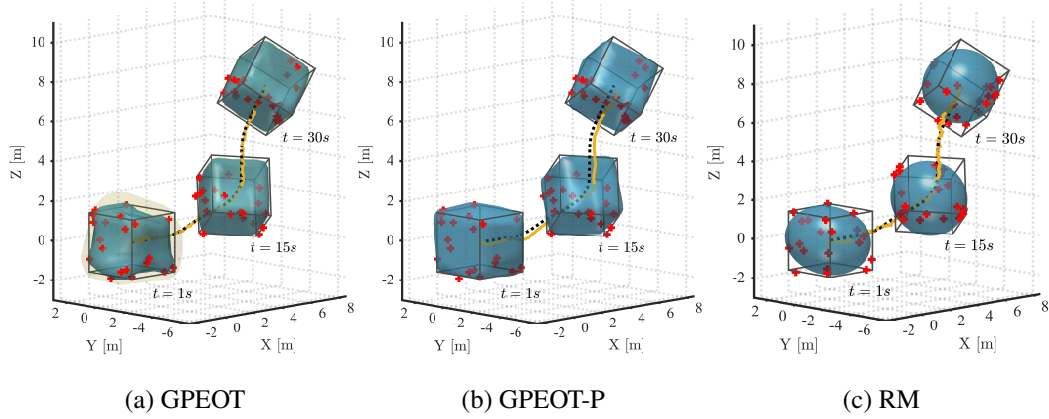 10
8
6
4
2
0
-2
Z [m]
t = 30s
i = 15s
t = 1s
2
0
-2
-4
-6
Y [m]
-2
0
2
4
6
8
X [m]
(a) GPEOT
10
8
6
4
2
0
-2
Z [m]
t = 30s
i = 15s
t = 1s
2
0
-2
-4
-6
Y [m]
-2
0
2
4
6
8
X [m]
(b) GPEOT-P
10
8
6
4
2
0
-2
Z [m]
t = 30s
t = 15s
t = 1s
2
0
-2
-4
-6
Y [m]
-2
0
2
4
6
8
X [m]
(c) RM